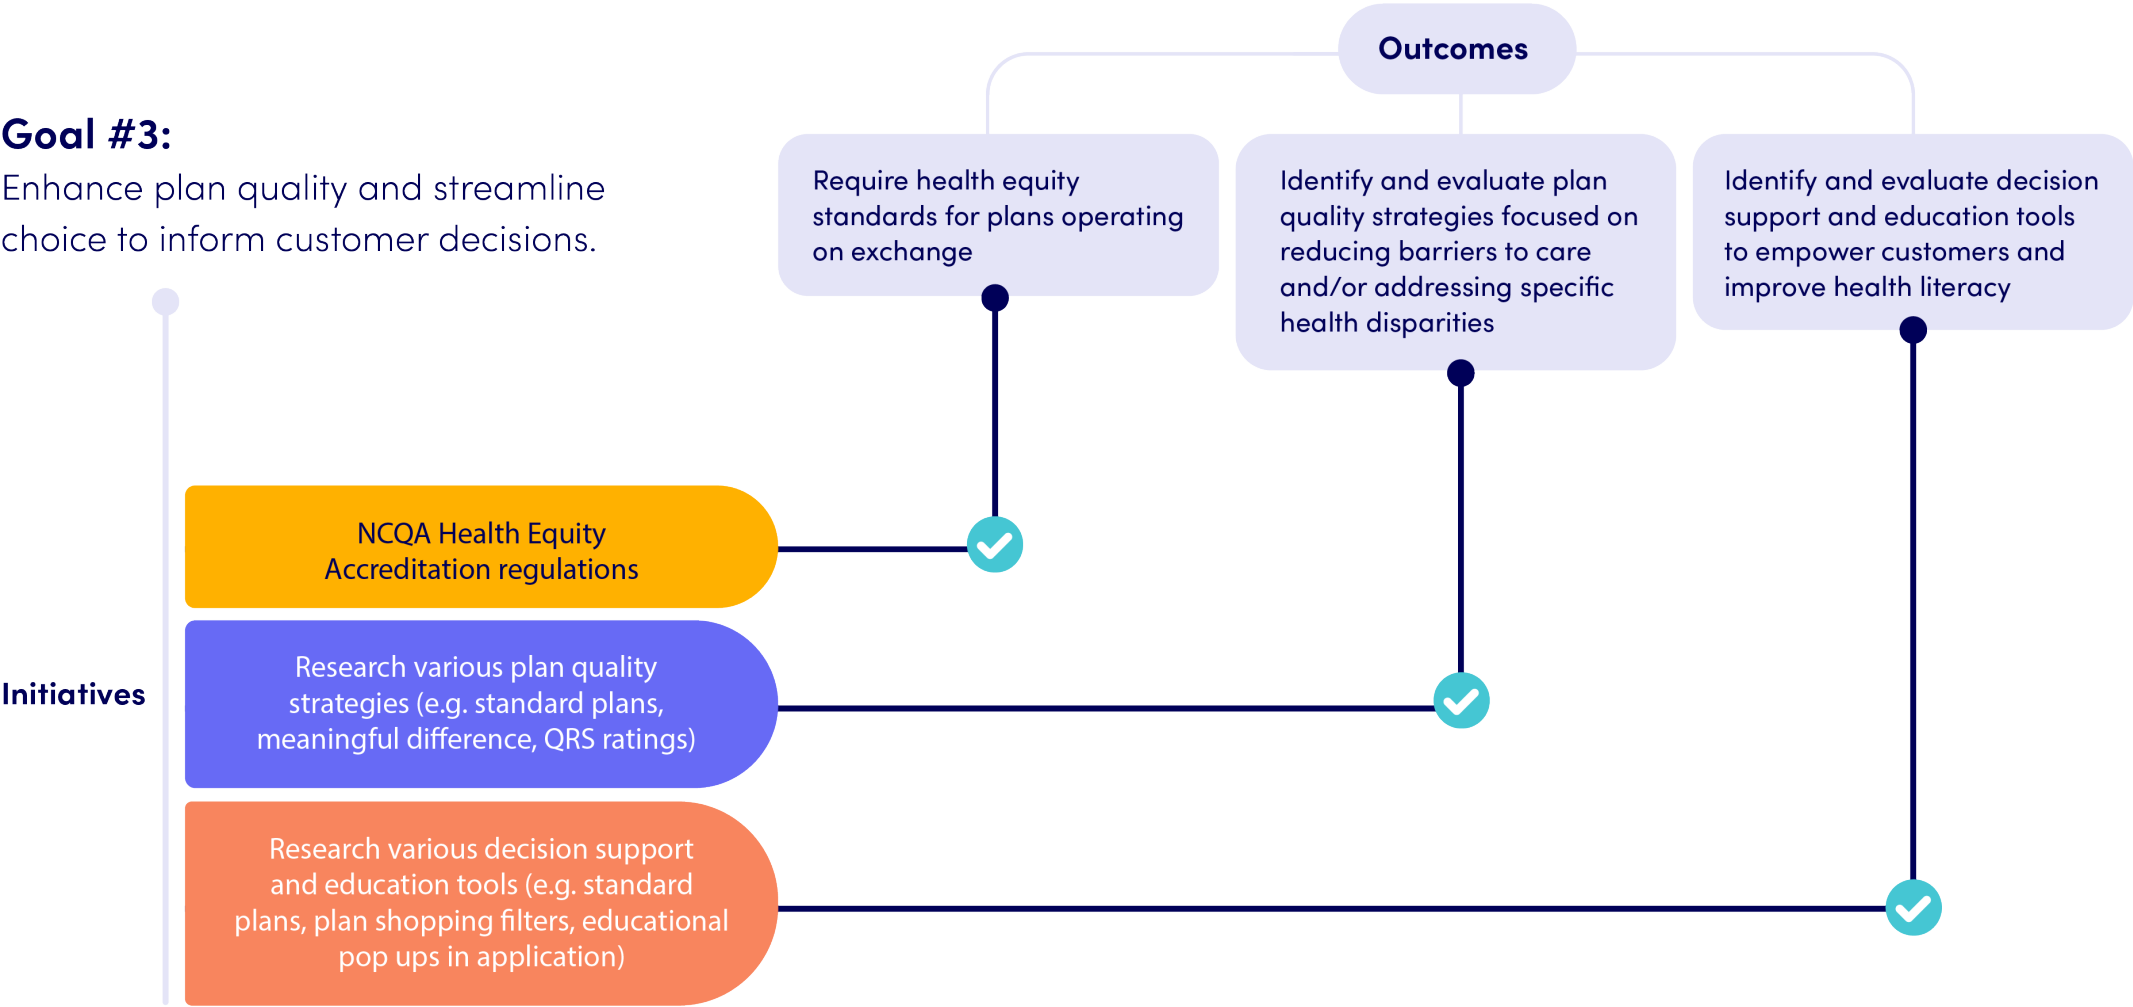 Outcomes
Goal #3:
Enhance plan quality and streamline
choice to inform customer decisions.
Require health equity
standards for plans operating
on exchange
Identify and evaluate plan
quality strategies focused on
reducing barriers to care
and/or addressing specific
health disparities
Identify and evaluate decision
support and education tools
to empower customers and
improve health literacy
Initiatives
NCQA Health Equity
Accreditation regulations
Research various plan quality
strategies (e.g. standard plans,
meaningful difference, QRS ratings)
Research various decision support
and education tools (e.g. standard
plans, plan shopping filters, educational
pop ups in application)